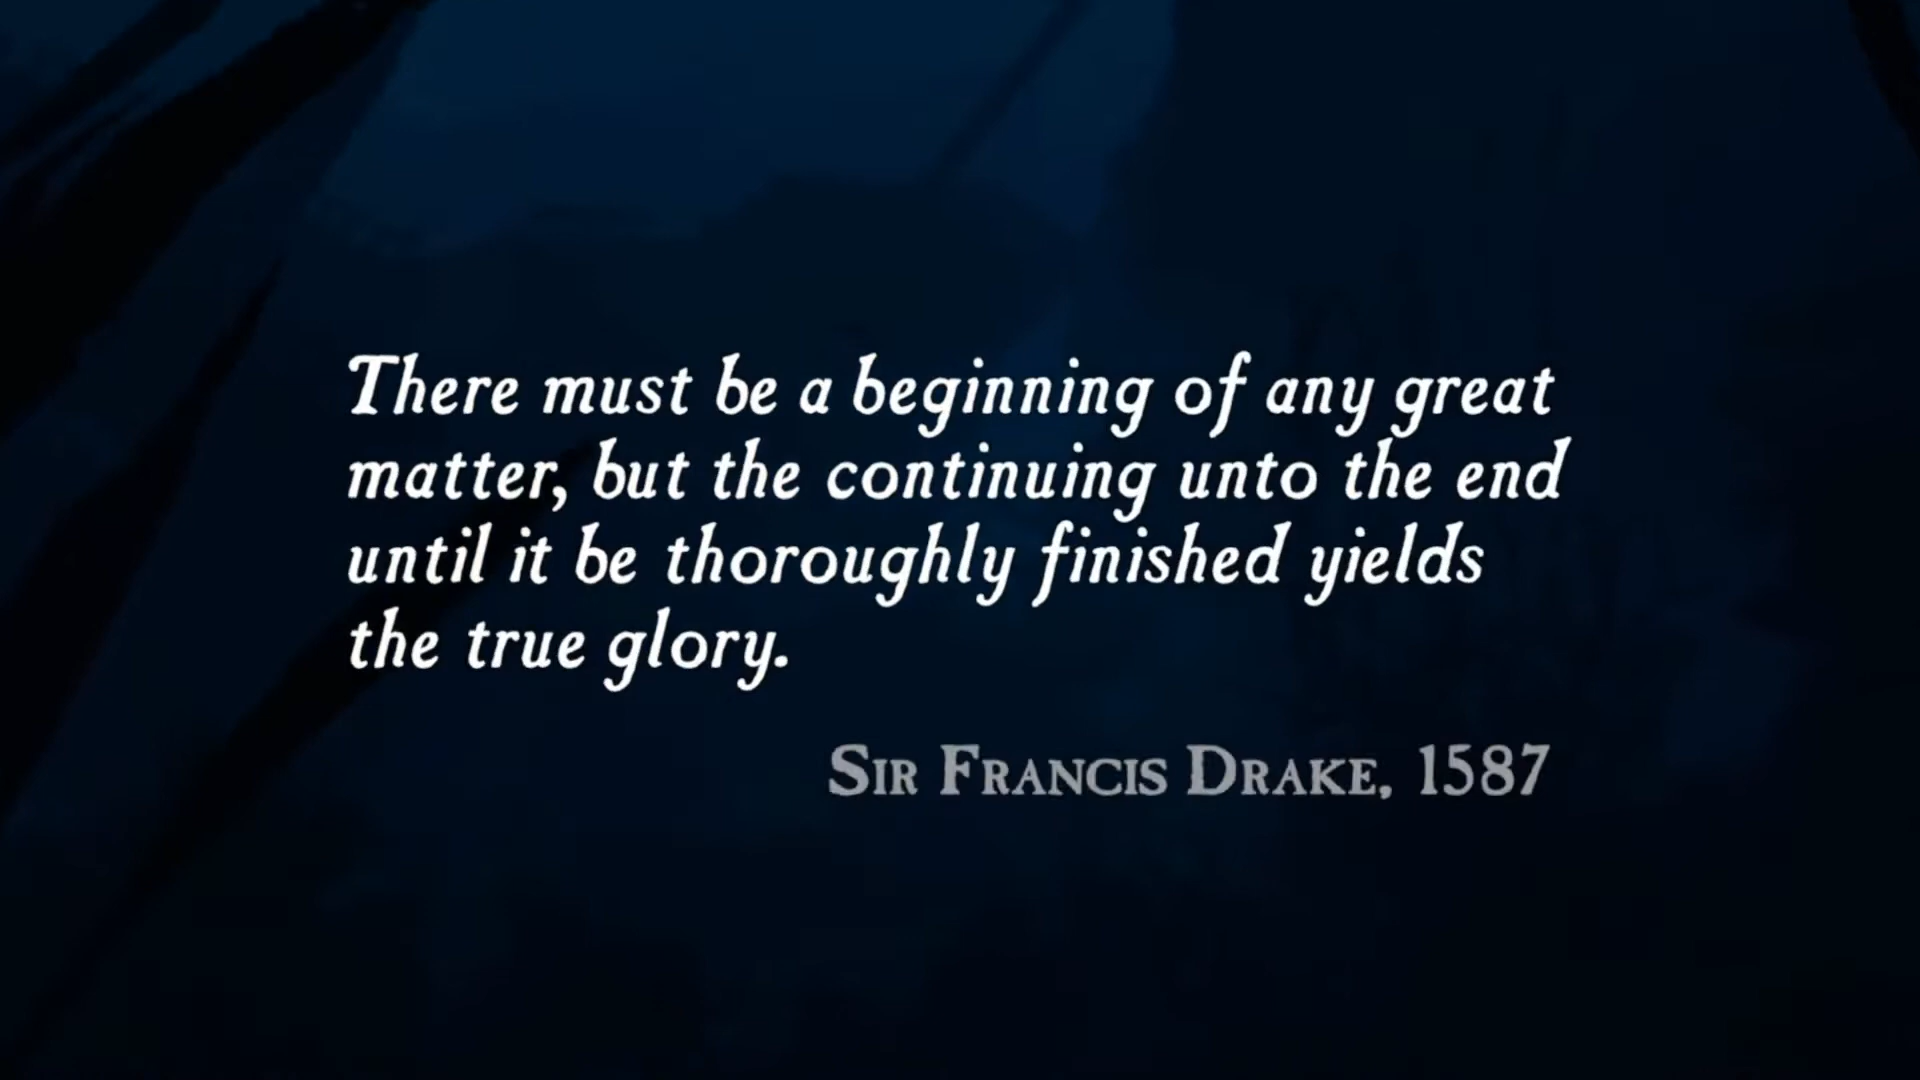 There must be a beginning of any great
matter, but the continuing unto the end
until it be thoroughly finished yields
the true glory.
Sir Francis Drake, 1587